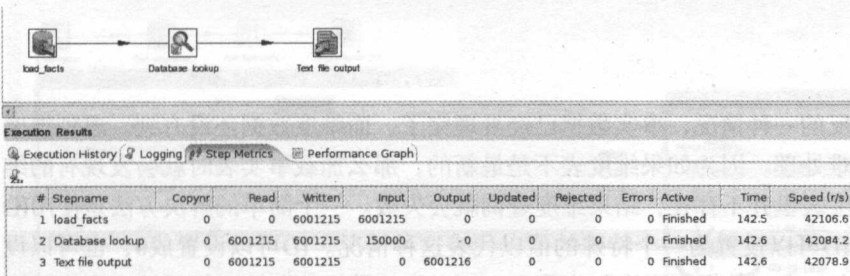 load_facts Database lookup Text file output
Execution Results
Execution History Logging Step Metrics Performance Graph
# Stepname Copynr Read Written Input Output Updated Rejected Errors Active Time Speed (r/s)
1 load_facts 0 0 6001215 6001215 0 0 0 0 Finished 142.5 42106.6
2 Database lookup 0 6001215 6001215 150000 0 0 0 0 Finished 142.6
3 Text file output 0 6001215 6001215 0 6001216 0 0 0 Finished 142.6 42078.9